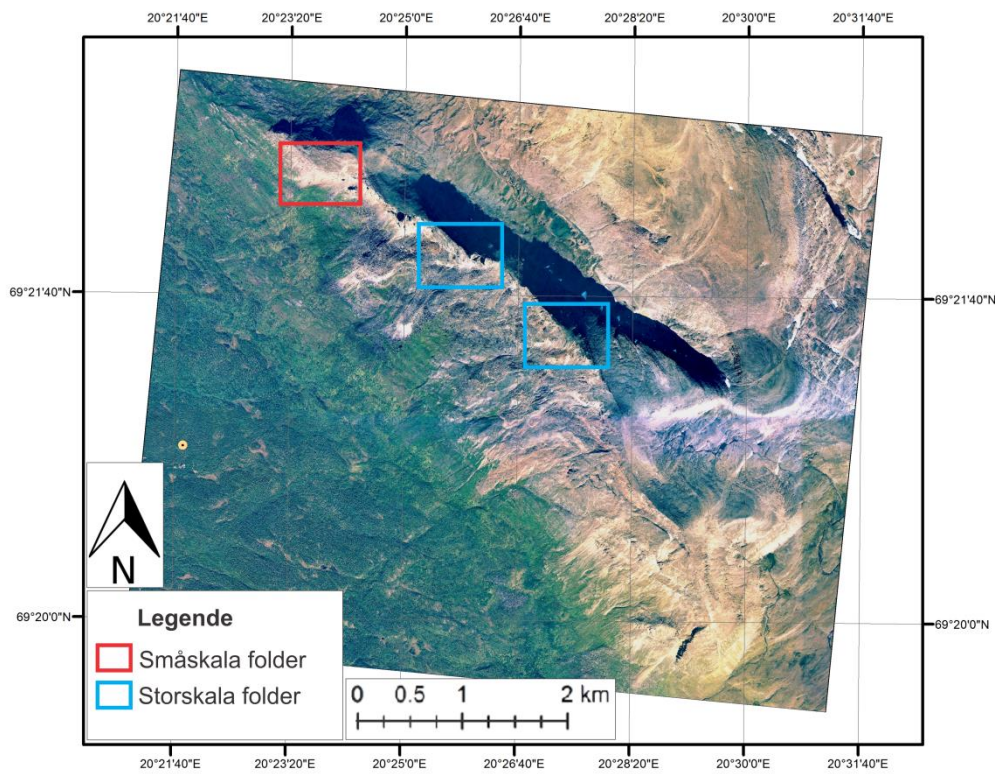 20°21'40"E 20°23'20"E 20°25'0"E 20°26'40"E 20°28'20"E 20°30'0"E 20°31'40"E
69°21'40"N 69°21'40"N
N
69°20'0"N 69°20'0"N
Legende
Småskala folder
Storskala folder
0 0.5 1 2 km
20°21'40"E 20°23'20"E 20°25'0"E 20°26'40"E 20°28'20"E 20°30'0"E 20°31'40"E